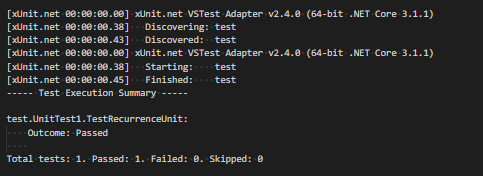 [xUnit.net 00:00:00.00] xUnit.net VSTest Adapter v2.4.0 (64-bit .NET Core 3.1.1)
[xUnit.net 00:00:00.38]   Discovering: test
[xUnit.net 00:00:00.43]   Discovered:  test
[xUnit.net 00:00:00.00] xUnit.net VSTest Adapter v2.4.0 (64-bit .NET Core 3.1.1)
[xUnit.net 00:00:00.38]   Starting:    test
[xUnit.net 00:00:00.45]   Finished:    test
----- Test Execution Summary -----
test.UnitTest1.TestRecurrenceUnit:
    Outcome: Passed
Total tests: 1. Passed: 1. Failed: 0. Skipped: 0